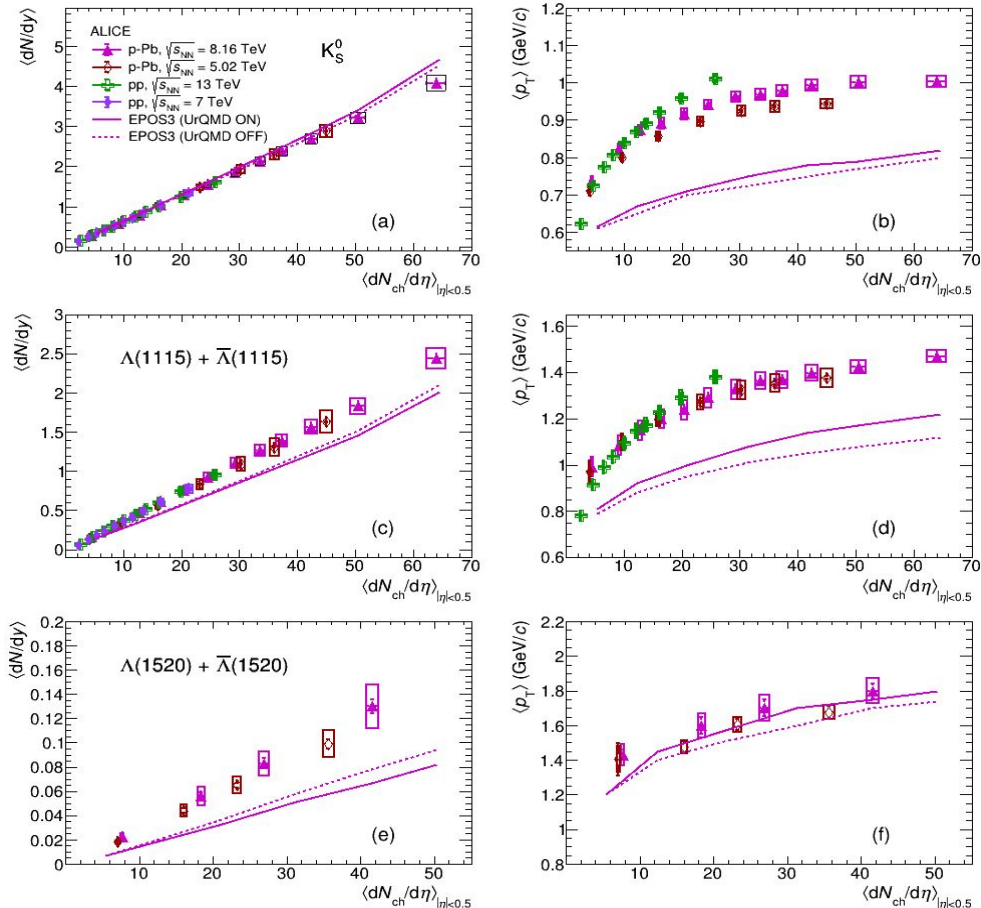 ⟨dN/dy⟩
5
4
3
2
1
0
ALICE
p-Pb, √sNN = 8.16 TeV
p-Pb, √sNN = 5.02 TeV
pp, √sNN = 13 TeV
pp, √sNN = 7 TeV
EPOS3 (UrQMD ON)
EPOS3 (UrQMD OFF)
K⁰S
(a)
10 20 30 40 50 60 70
⟨dNch/dη⟩|η|<0.5
⟨pT⟩ (GeV/c)
1.2
1.1
1
0.9
0.8
0.7
0.6
(b)
10 20 30 40 50 60 70
⟨dNch/dη⟩|η|<0.5
⟨dN/dy⟩
3
2.5
2
1.5
1
0.5
0
Λ(1115) + Λ̅(1115)
(c)
10 20 30 40 50 60 70
⟨dNch/dη⟩|η|<0.5
⟨pT⟩ (GeV/c)
1.6
1.4
1.2
1
0.8
0.6
(d)
10 20 30 40 50 60 70
⟨dNch/dη⟩|η|<0.5
⟨dN/dy⟩
0.2
0.18
0.16
0.14
0.12
0.1
0.08
0.06
0.04
0.02
0
Λ(1520) + Λ̅(1520)
(e)
0 10 20 30 40 50
⟨dNch/dη⟩|η|<0.5
⟨pT⟩ (GeV/c)
2.2
2
1.8
1.6
1.4
1.2
1
0.8
(f)
0 5 10 15 20 25 30 35 40 45 50
⟨dNch/dη⟩|η|<0.5